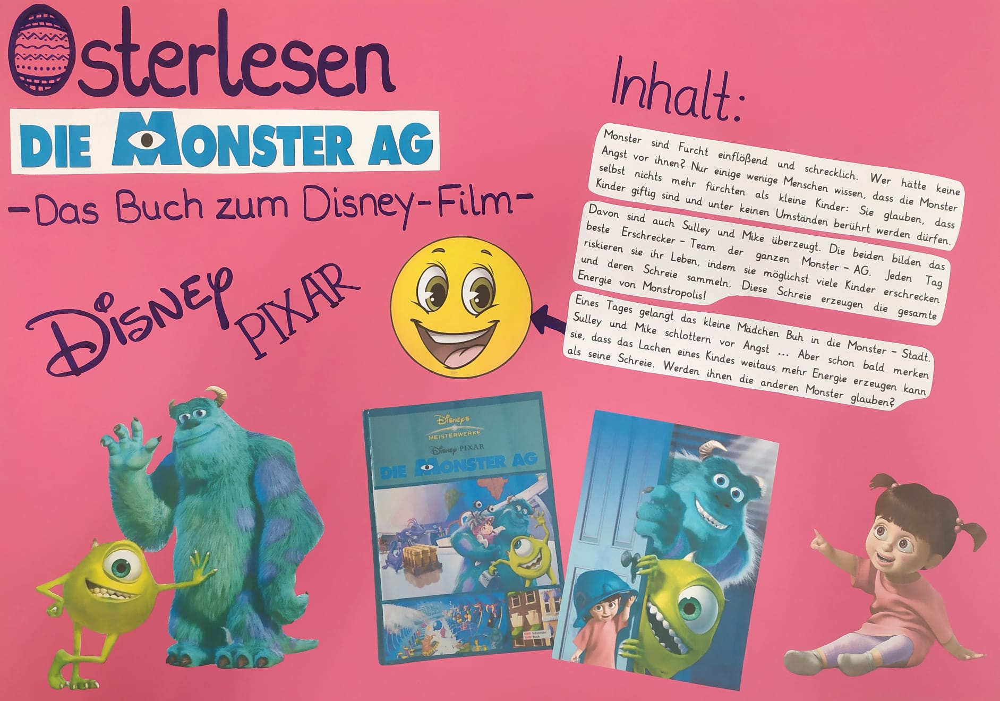 Osterlesen
DIE MONSTER AG
-Das Buch zum Disney-Film-
DISNEY
PIXAR
Inhalt:
Monster sind Furcht einflößend und schrecklich. Wer hätte keine
Angst vor ihnen? Nur einige wenige Menschen wissen, dass die Monster
selbst nichts mehr fürchten als kleine Kinder: Sie glauben, dass
Kinder giftig sind und unter keinen Umständen berührt werden dürfen.
Davon sind auch Sulley und Mike überzeugt. Die beiden bilden das
beste Erschrecker - Team der ganzen Monster - AG. Jeden Tag
riskieren sie ihr Leben, indem sie möglichst viele Kinder erschrecken
und deren Schreie sammeln. Diese Schreie erzeugen die gesamte
Energie von Monstropolis!
Eines Tages gelangt das kleine Mädchen Buh in die Monster - Stadt.
Sulley und Mike schlottern vor Angst ... Aber schon bald merken
sie, dass das Lachen eines Kindes weitaus mehr Energie erzeugen kann
als seine Schreie. Werden ihnen die anderen Monster glauben?
DISNEYS
MEISTERWERKE
DISNEY·PIXAR
DIE MONSTER AG
Schneider
Buch